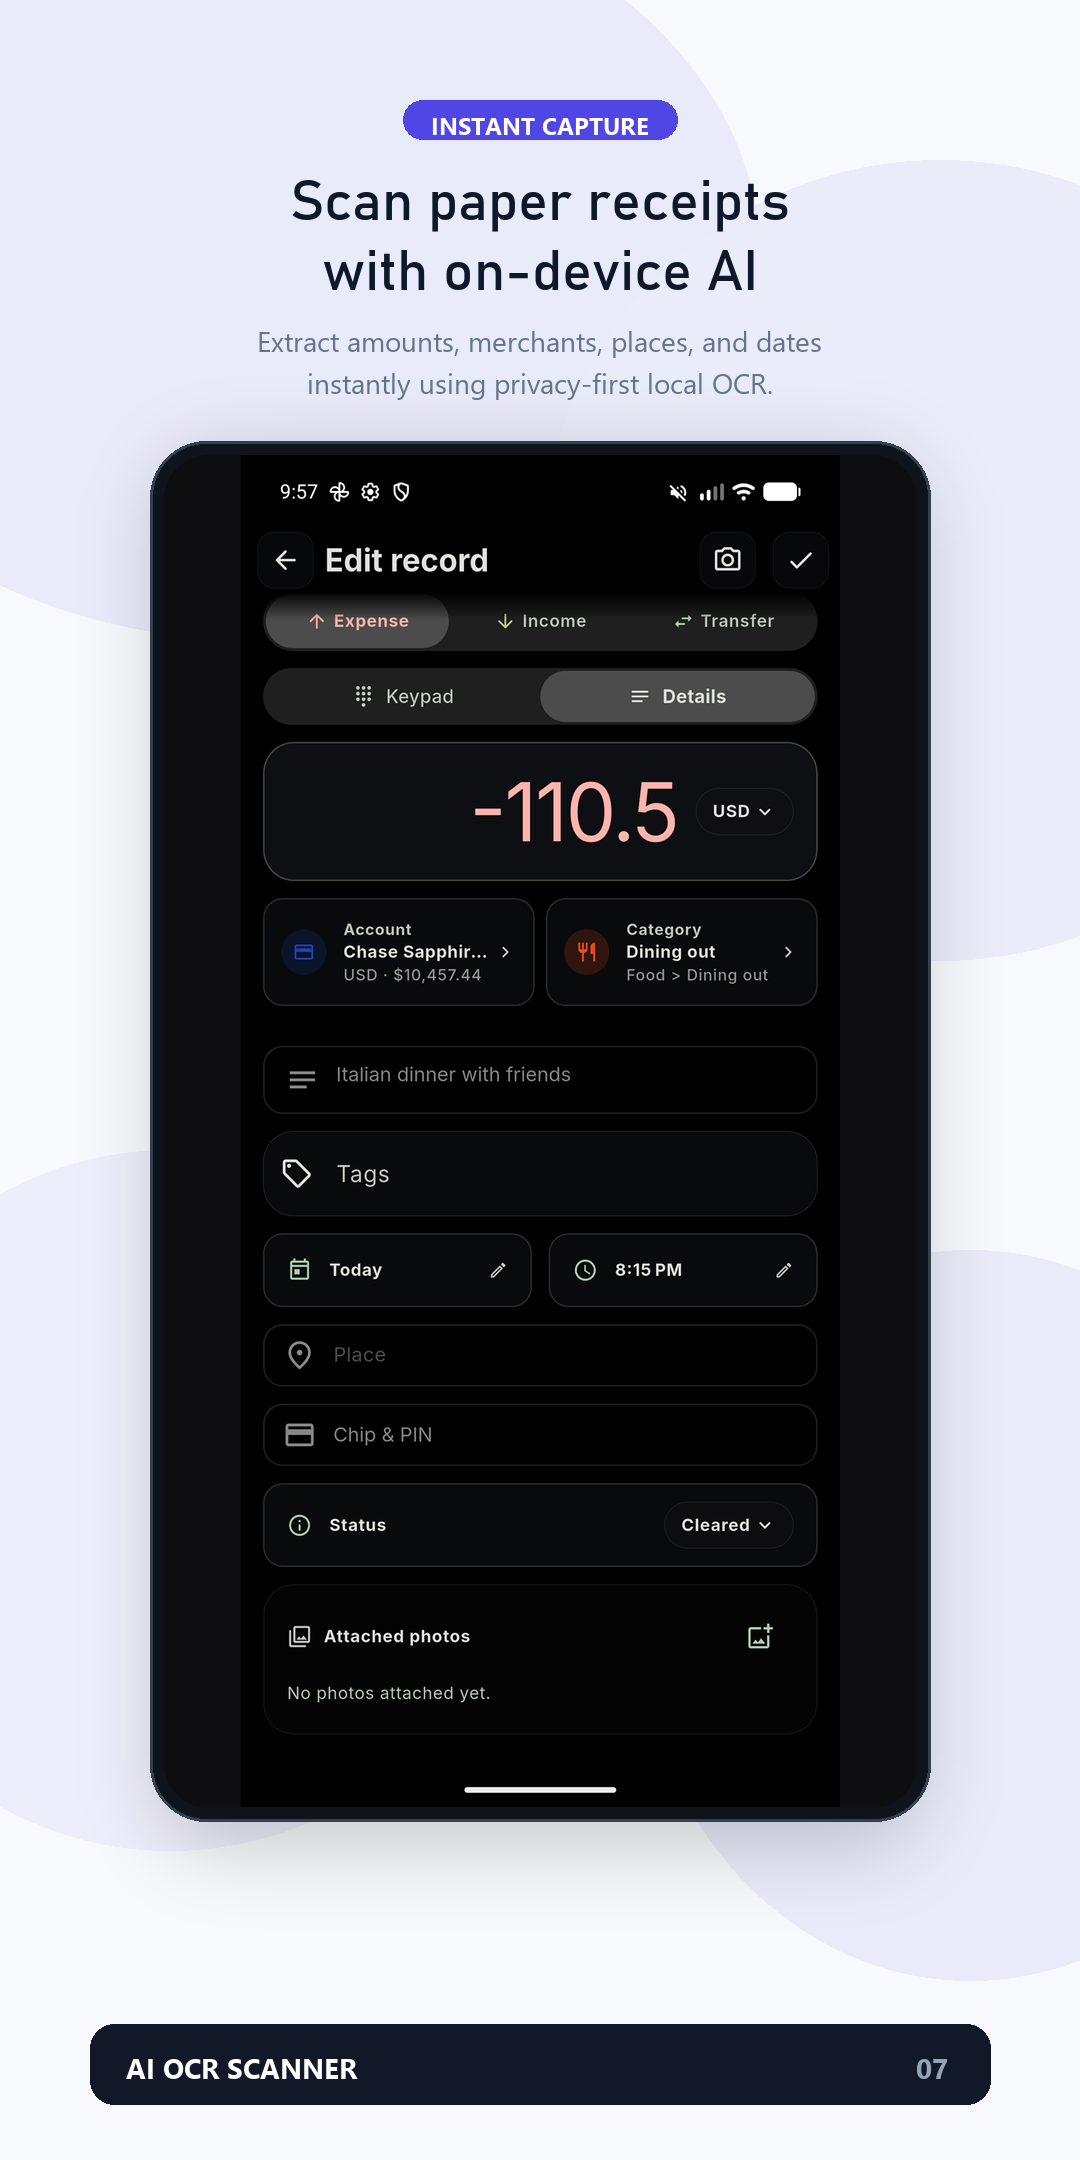 INSTANT CAPTURE
Scan paper receipts
with on-device AI
Extract amounts, merchants, places, and dates
instantly using privacy-first local OCR.
9:57
Edit record
Expense
Income
Transfer
Keypad
Details
-110.5
USD
Account
Chase Sapphir...
USD · $10,457.44
Category
Dining out
Food > Dining out
Italian dinner with friends
Tags
Today
8:15 PM
Place
Chip & PIN
Status
Cleared
Attached photos
No photos attached yet.
AI OCR SCANNER
07